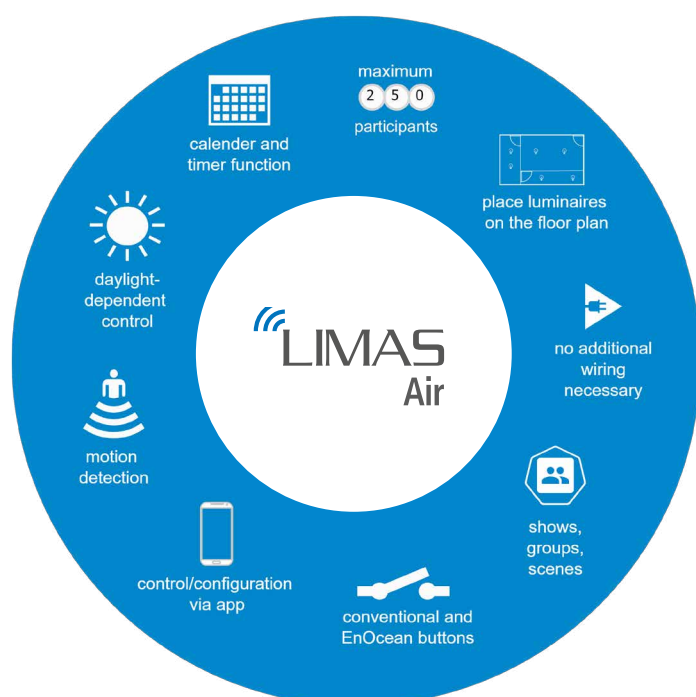 maximum
2 5 0
participants
place luminaires
on the floor plan
no additional
wiring
necessary
shows,
groups,
scenes
conventional and
EnOcean buttons
control/configuration
via app
motion
detection
daylight-
dependent
control
calender and
timer function
LIMAS
Air